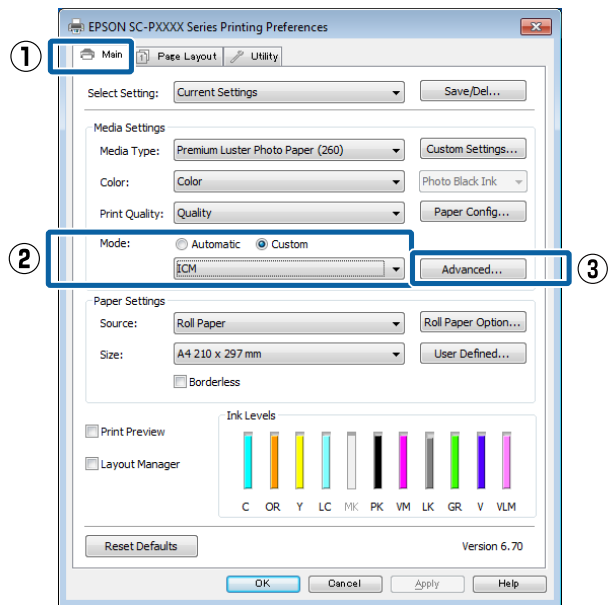 EPSON SC-PXXXX Series Printing Preferences
① Main Page Layout Utility
Select Setting: Current Settings Save/Del...
Media Settings
Media Type: Premium Luster Photo Paper (260) Custom Settings...
Color: Color Photo Black Ink
Print Quality: Quality Paper Config...
Mode: Automatic Custom
② ICM Advanced... ③
Paper Settings
Source: Roll Paper Roll Paper Option...
Size: A4 210 x 297 mm User Defined...
Borderless
Ink Levels
Print Preview
Layout Manager
C OR Y LC MK PK VM LK GR V VLM
Reset Defaults Version 6.70
OK Cancel Apply Help